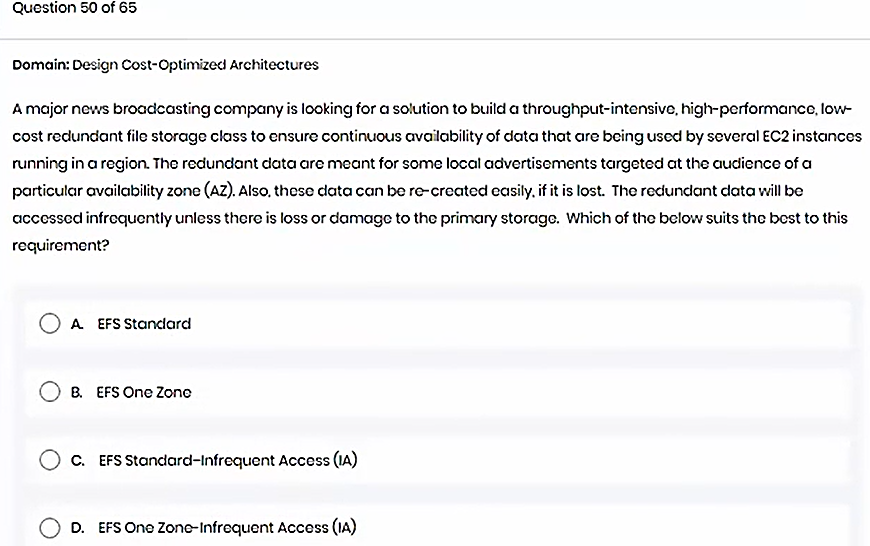 Question 50 of 65
Domain: Design Cost-Optimized Architectures
A major news broadcasting company is looking for a solution to build a throughput-intensive, high-performance, low-
cost redundant file storage class to ensure continuous availability of data that are being used by several EC2 instances
running in a region. The redundant data are meant for some local advertisements targeted at the audience of a
particular availability zone (AZ). Also, these data can be re-created easily, if it is lost. The redundant data will be
accessed infrequently unless there is loss or damage to the primary storage. Which of the below suits the best to this
requirement?
A. EFS Standard
B. EFS One Zone
C. EFS Standard-Infrequent Access (IA)
D. EFS One Zone-Infrequent Access (IA)